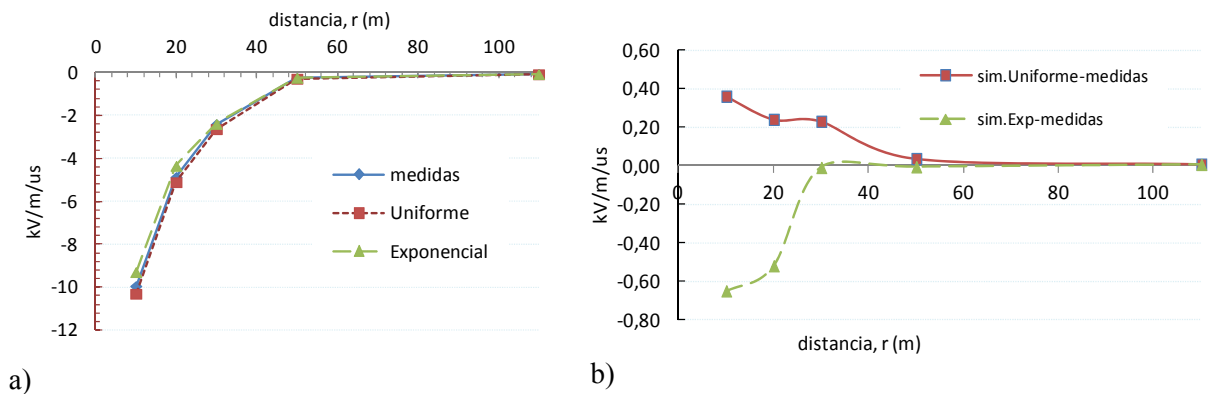 distancia, r (m)
0 20 40 60 80 100
0
-2
-4
-6
-8
-10
-12
kV/m/us
medidas
Uniforme
Exponencial
a)
0,60
0,40
0,20
0,00
-0,20
-0,40
-0,60
-0,80
kV/m/us
0 20 40 60 80 100
sim.Uniforme-medidas
sim.Exp-medidas
distancia, r (m)
b)